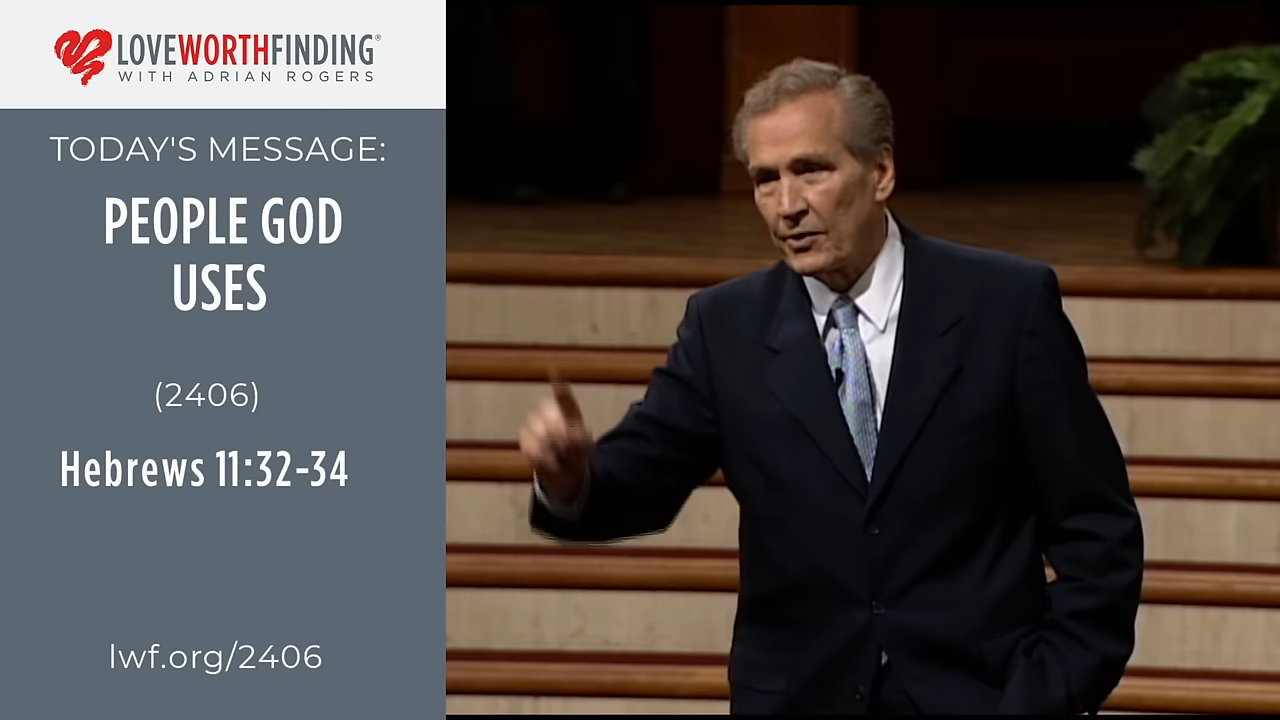 LOVEWORTHFINDING®
WITH ADRIAN ROGERS
TODAY'S MESSAGE:
PEOPLE GOD
USES
(2406)
Hebrews 11:32-34
lwf.org/2406